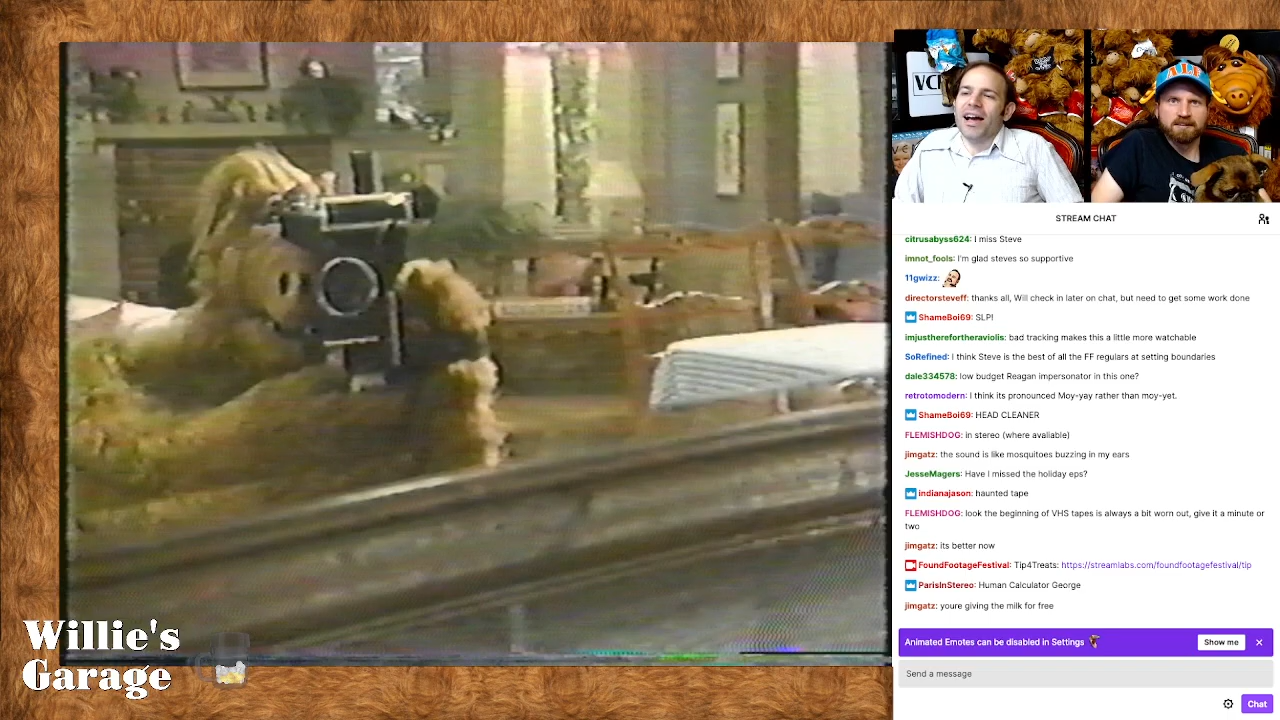 VCR
ALF
STREAM CHAT
citrusabyss624: I miss Steve
imnot_fools: I'm glad steves so supportive
11gwizz:
directorsteveff: thanks all, Will check in later on chat, but need to get some work done
ShameBoi69: SLP!
imjustherefortheraviolis: bad tracking makes this a little more watchable
SoRefined: I think Steve is the best of all the FF regulars at setting boundaries
dale334578: low budget Reagan impersonator in this one?
retrotomodern: I think its pronounced Moy-yay rather than moy-yet.
ShameBoi69: HEAD CLEANER
FLEMISHDOG: in stereo (where avaliable)
jimgatz: the sound is like mosquitoes buzzing in my ears
JesseMagers: Have I missed the holiday eps?
indianajason: haunted tape
FLEMISHDOG: look the beginning of VHS tapes is always a bit worn out, give it a minute or
two
jimgatz: its better now
FoundFootageFestival: Tip4Treats: https://streamlabs.com/foundfootagefestival/tip
ParisInStereo: Human Calculator George
jimgatz: youre giving the milk for free
Animated Emotes can be disabled in Settings
Show me
Send a message
Chat
Willie's
Garage